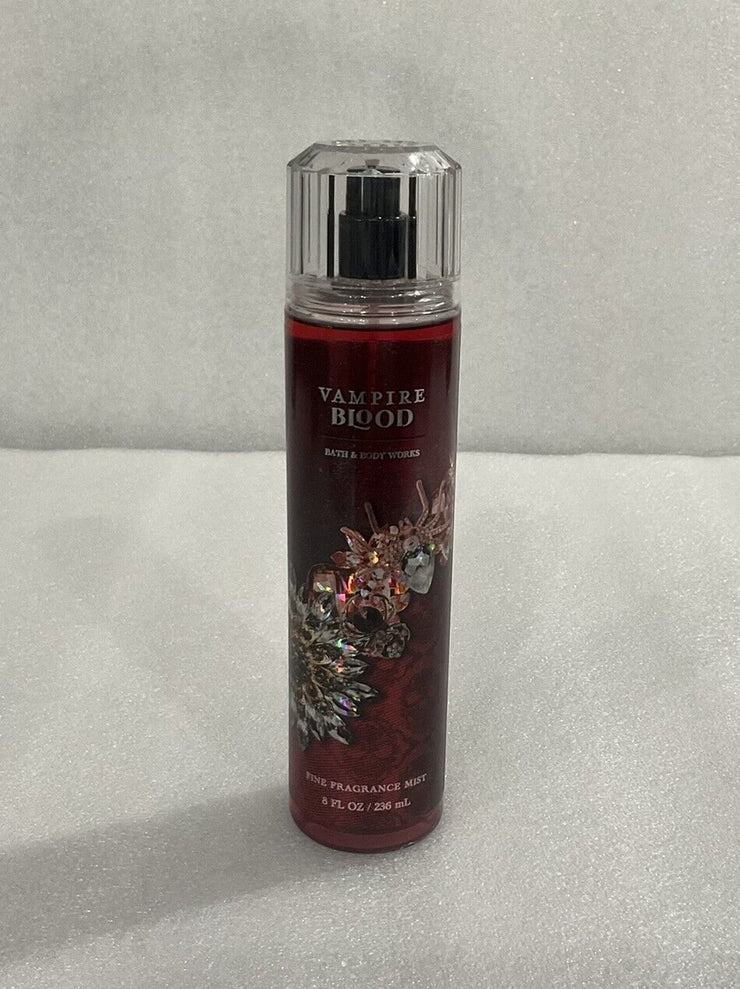 VAMPIRE
BLOOD
BATH & BODY WORKS
FINE FRAGRANCE MIST
8 FL OZ / 236 mL